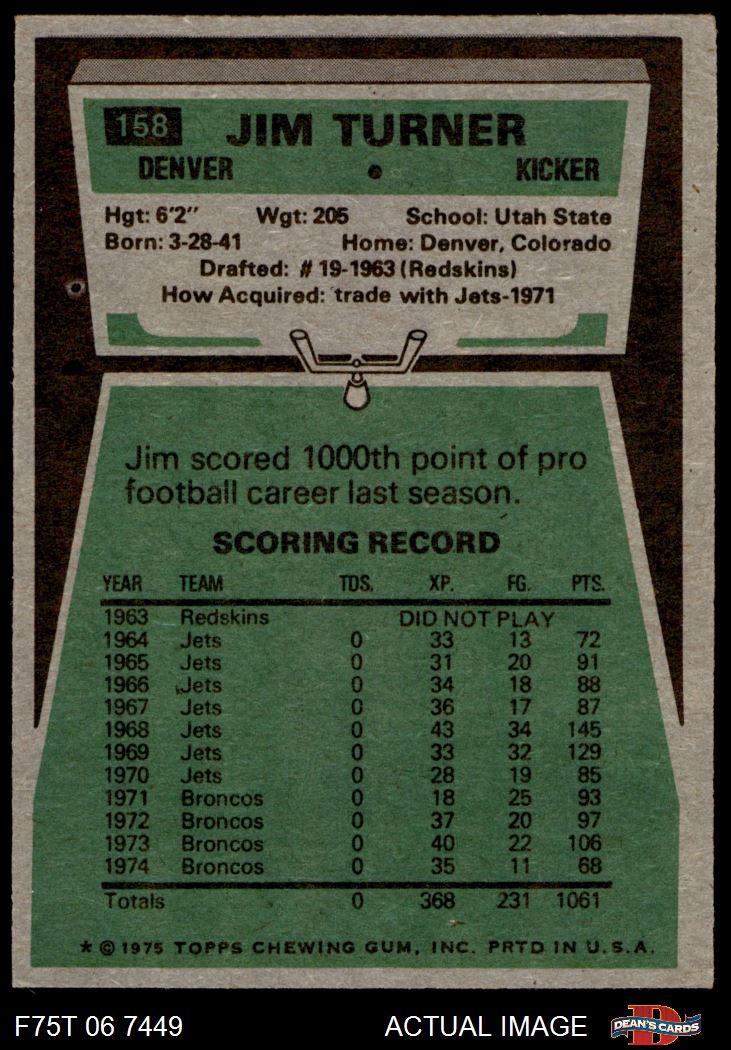 158 JIM TURNER
DENVER • KICKER
Hgt: 6'2" Wgt: 205 School: Utah State
Born: 3-28-41 Home: Denver, Colorado
Drafted: #19-1963 (Redskins)
How Acquired: trade with Jets-1971
Jim scored 1000th point of pro
football career last season.
SCORING RECORD
YEAR TEAM TDS. XP. FG. PTS.
1963 Redskins DID NOT PLAY
1964 Jets 0 33 13 72
1965 Jets 0 31 20 91
1966 Jets 0 34 18 88
1967 Jets 0 36 17 87
1968 Jets 0 43 34 145
1969 Jets 0 33 32 129
1970 Jets 0 28 19 85
1971 Broncos 0 18 25 93
1972 Broncos 0 37 20 97
1973 Broncos 0 40 22 106
1974 Broncos 0 35 11 68
Totals 0 368 231 1061
* © 1975 TOPPS CHEWING GUM, INC. PRTD IN U.S.A.
F75T 06 7449 ACTUAL IMAGE D DEAN'S CARDS